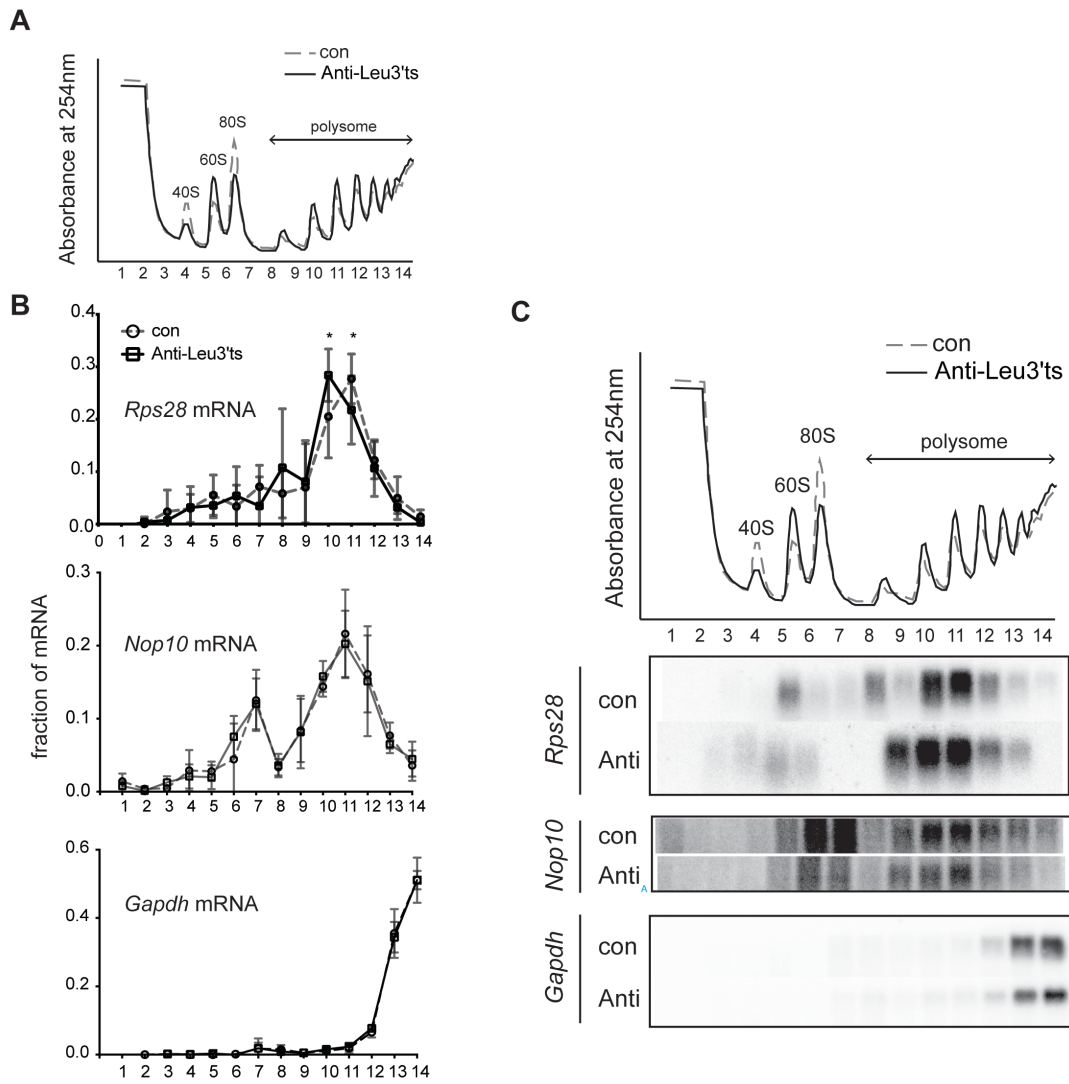 A
con
Anti-Leu3'ts
Absorbance at 254nm
40S
60S
80S
polysome
1 2 3 4 5 6 7 8 9 10 11 12 13 14
B
con
Anti-Leu3'ts
Rps28 mRNA
* *
0.4
0.3
0.2
0.1
0.0
0 1 2 3 4 5 6 7 8 9 10 11 12 13 14
fraction of mRNA
Nop10 mRNA
0.3
0.2
0.1
0.0
1 2 3 4 5 6 7 8 9 10 11 12 13 14
Gapdh mRNA
0.6
0.4
0.2
0.0
1 2 3 4 5 6 7 8 9 10 11 12 13 14
C
con
Anti-Leu3'ts
Absorbance at 254nm
40S
60S
80S
polysome
1 2 3 4 5 6 7 8 9 10 11 12 13 14
Rps28
con
Anti
Nop10
con
Anti
A
Gapdh
con
Anti